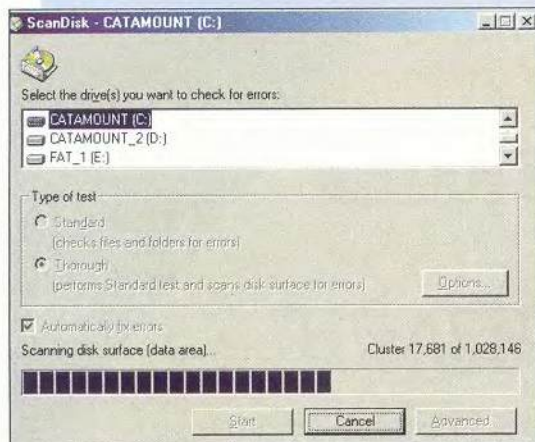 ScanDisk - CATAMOUNT (C:)
Select the drive(s) you want to check for errors:
CATAMOUNT (C:)
CATAMOUNT_2 (D:)
FAT_1 (E:)
Type of test
Standard
(checks files and folders for errors)
Thorough
(performs Standard test and scans disk surface for errors)
Options...
Automatically fix errors
Scanning disk surface (data area)...
Cluster 17,681 of 1,028,146
Start
Cancel
Advanced